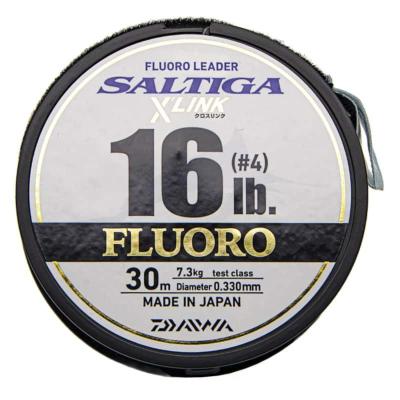 FLUORO LEADER
SALTIGA
X LINK
クロスリンク
16 lb.
(#4)
FLUORO
30m
7.3kg test class
Diameter 0.330mm
MADE IN JAPAN
DAIWA